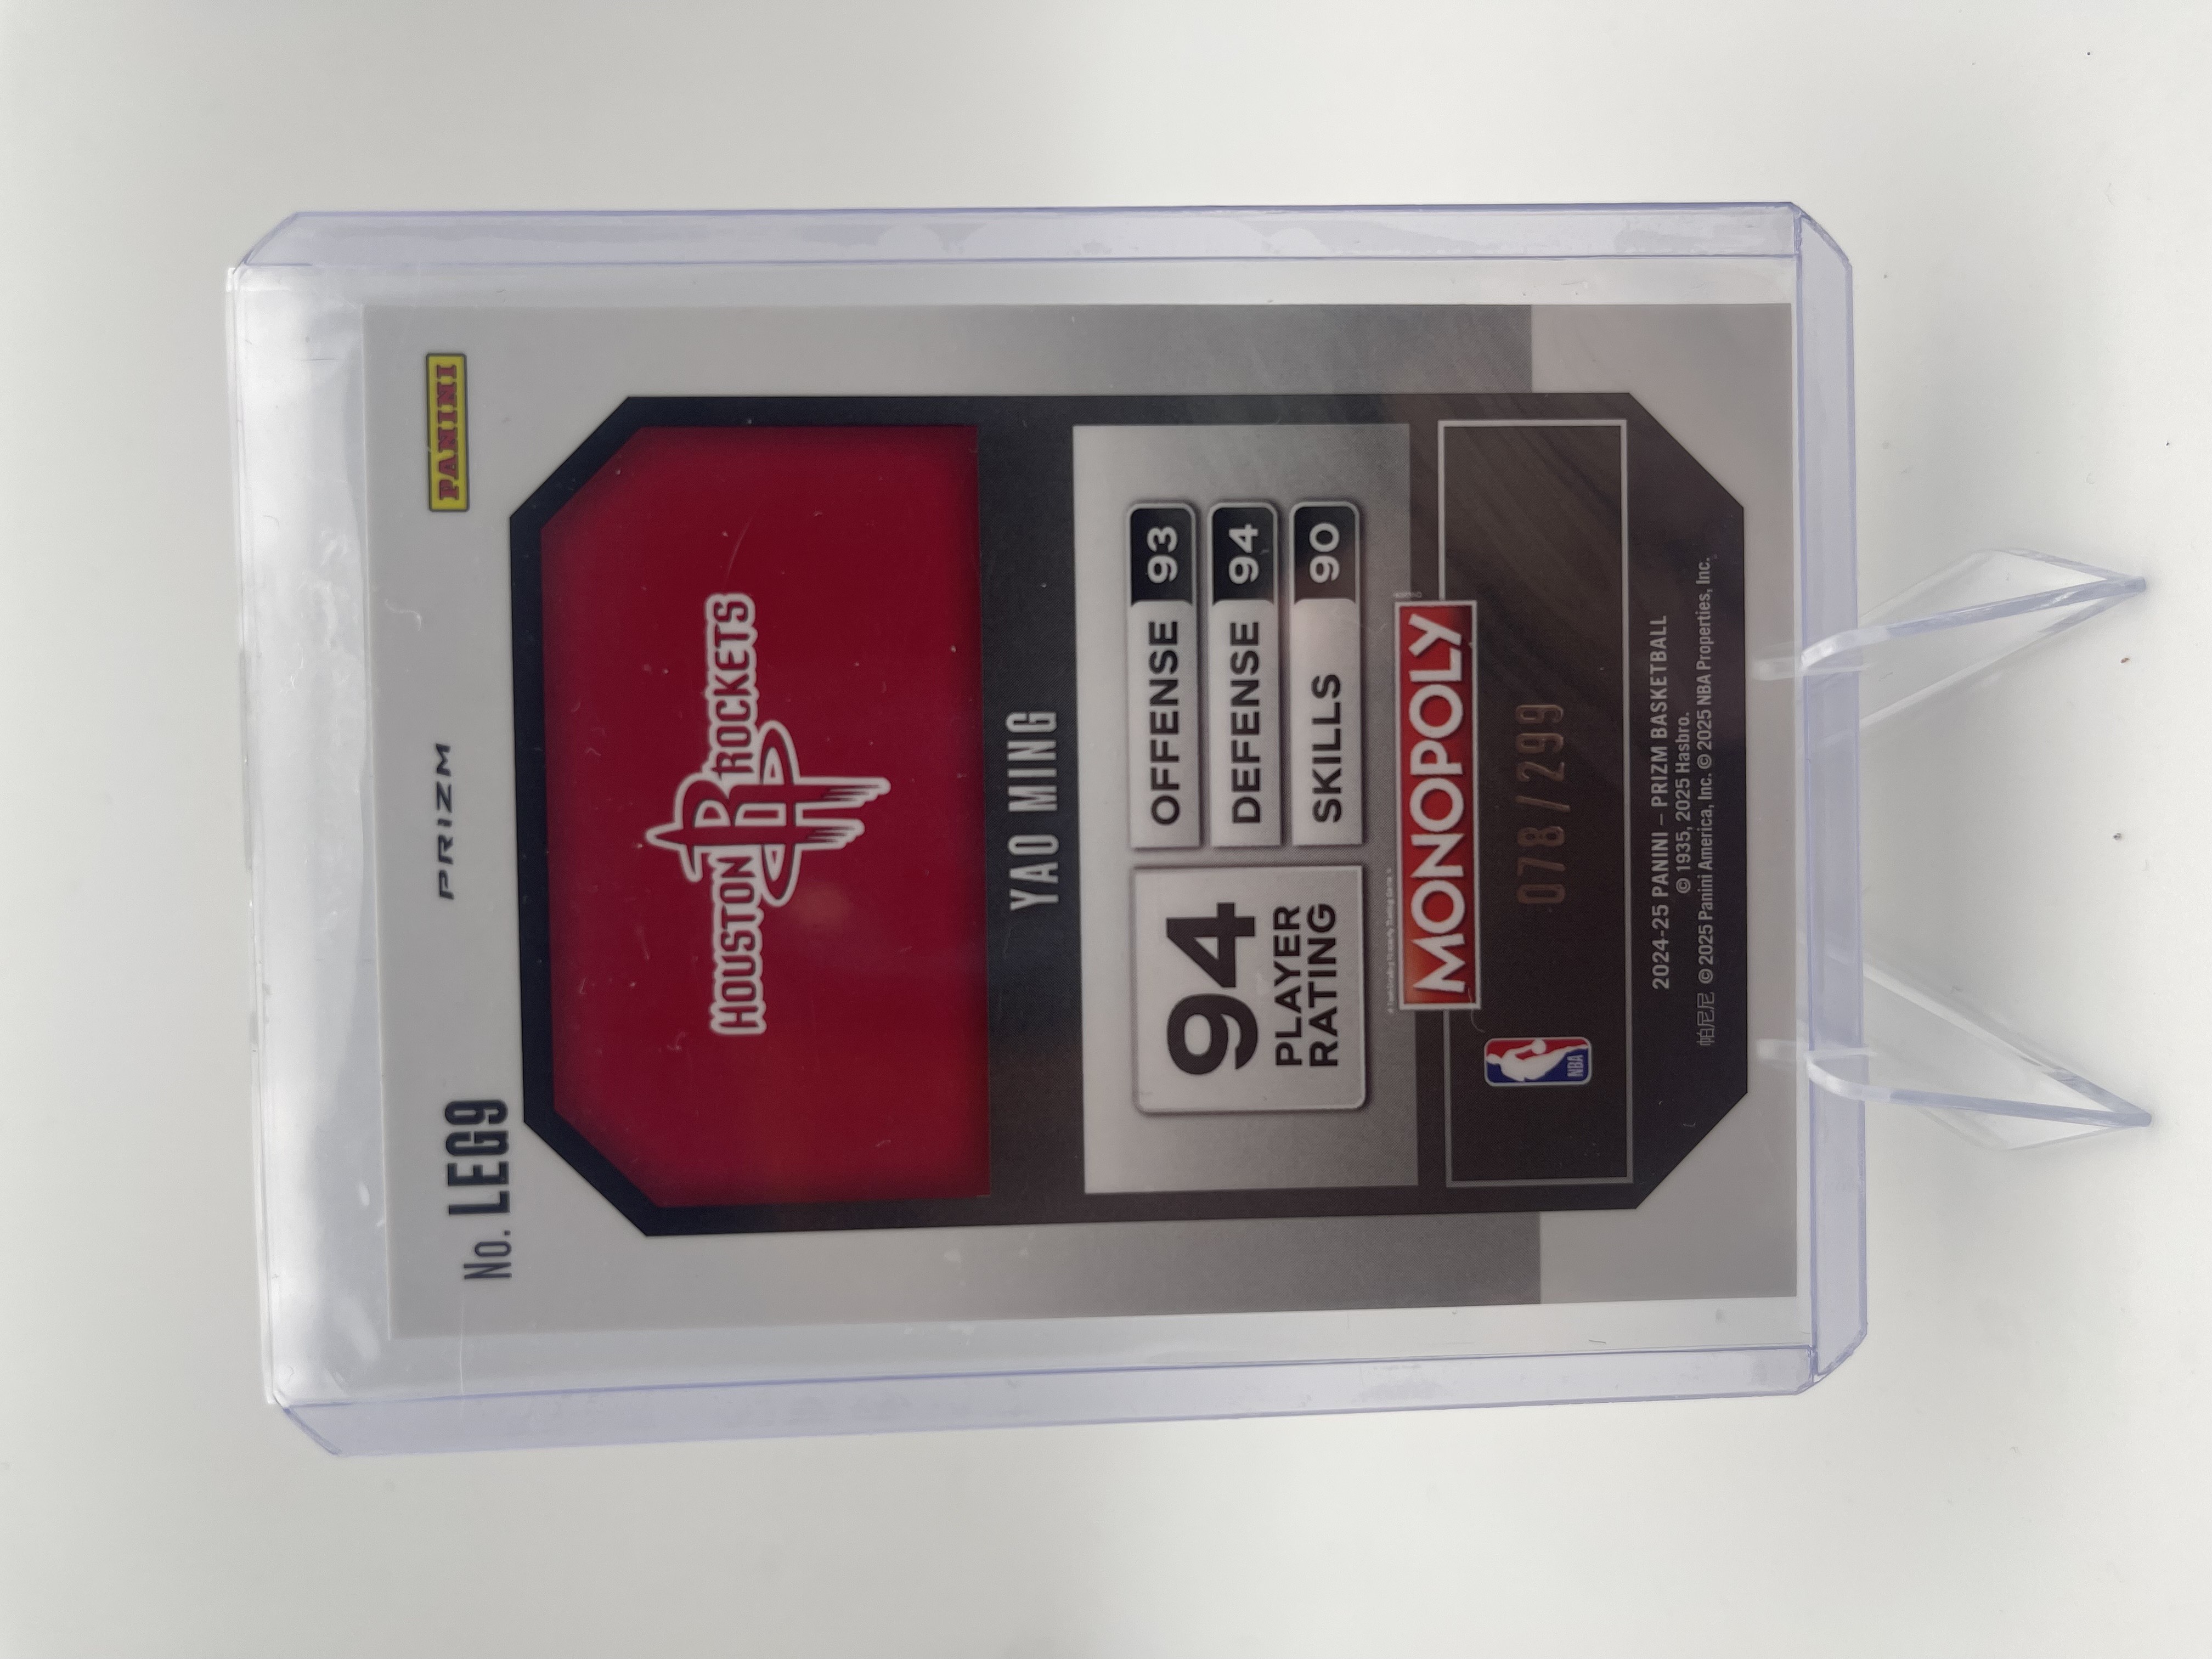 No. LEG9
PRIZM
PANINI
HOUSTON R ROCKETS
YAO MING
94
PLAYER
RATING
OFFENSE 93
DEFENSE 94
SKILLS 90
MONOPOLY
NBA
078/299
2024-25 PANINI – PRIZM BASKETBALL
© 1935, 2025 Hasbro.
帕尼尼 © 2025 Panini America, Inc. © 2025 NBA Properties, Inc.